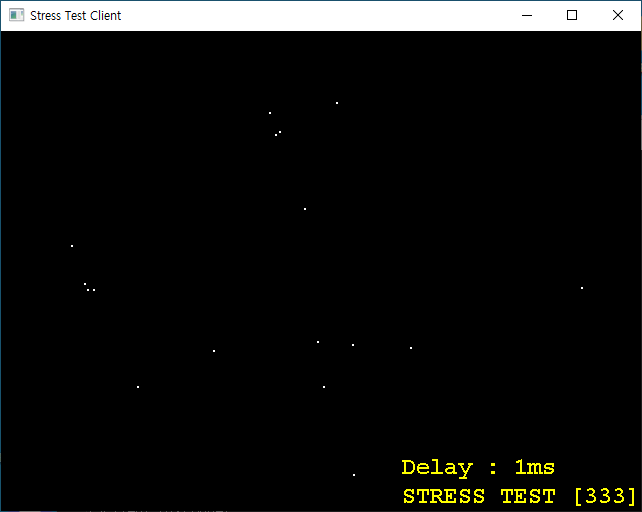 Stress Test Client
Delay : 1ms
STRESS TEST [333]